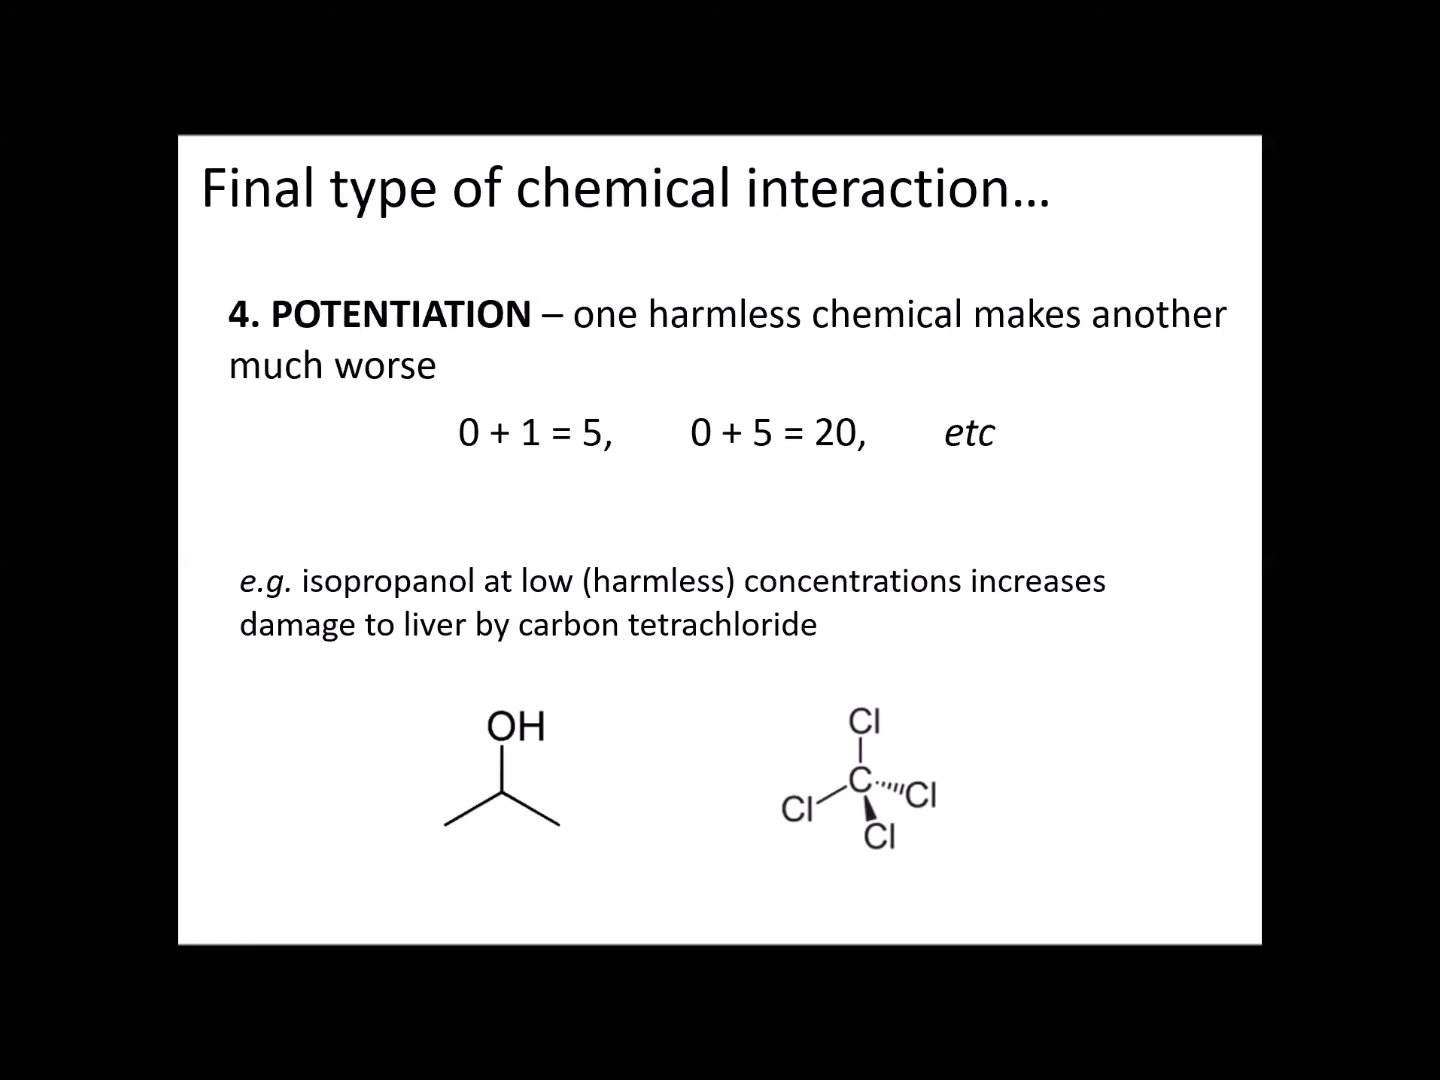 Final type of chemical interaction...
4. POTENTIATION – one harmless chemical makes another
much worse
0 + 1 = 5, 0 + 5 = 20, etc
e.g. isopropanol at low (harmless) concentrations increases
damage to liver by carbon tetrachloride
OH
Cl
C
Cl
Cl
Cl